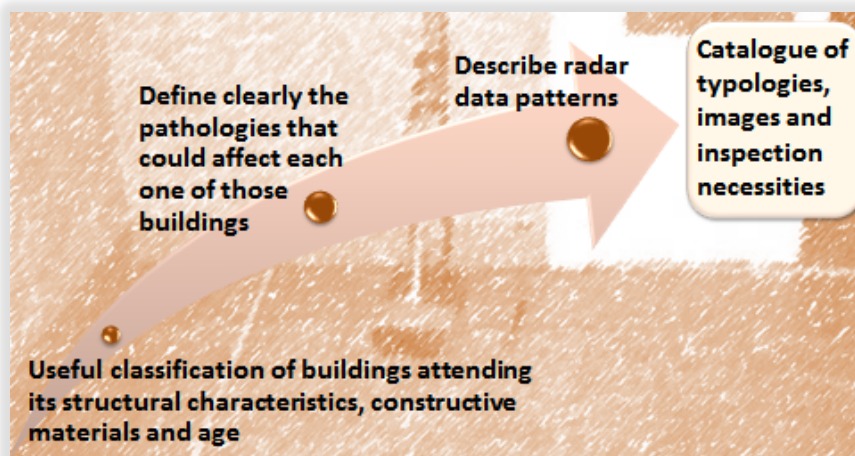 Useful classification of buildings attending
its structural characteristics, constructive
materials and age
Define clearly the
pathologies that
could affect each
one of those
buildings
Describe radar
data patterns
Catalogue of
typologies,
images and
inspection
necessities